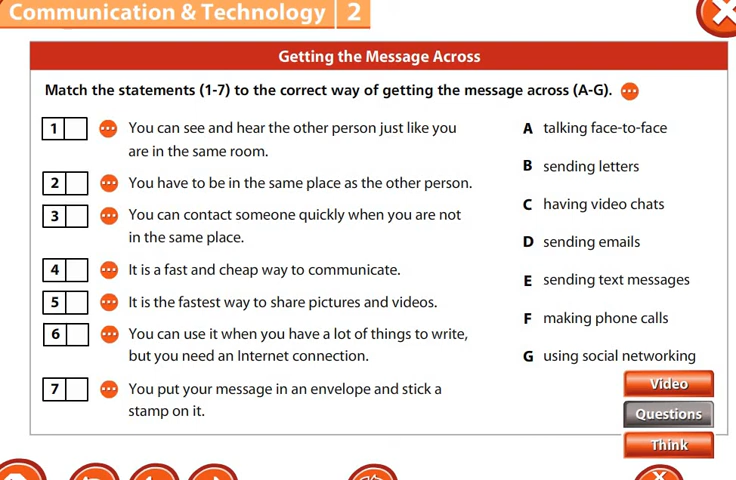 Communication & Technology 2
Getting the Message Across
Match the statements (1-7) to the correct way of getting the message across (A-G).
1 You can see and hear the other person just like you
are in the same room.
2 You have to be in the same place as the other person.
3 You can contact someone quickly when you are not
in the same place.
4 It is a fast and cheap way to communicate.
5 It is the fastest way to share pictures and videos.
6 You can use it when you have a lot of things to write,
but you need an Internet connection.
7 You put your message in an envelope and stick a
stamp on it.
A talking face-to-face
B sending letters
C having video chats
D sending emails
E sending text messages
F making phone calls
G using social networking
Video
Questions
Think